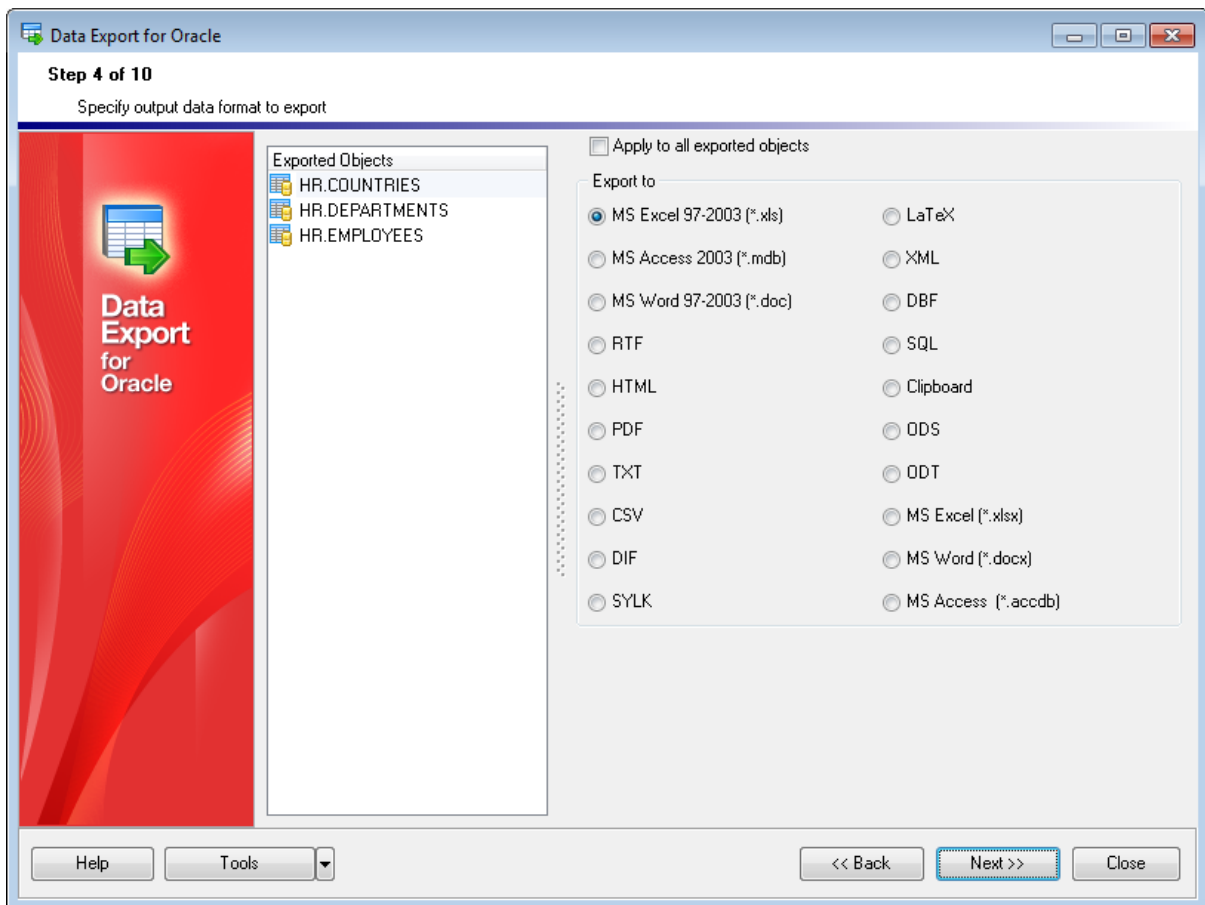 Data Export for Oracle
Step 4 of 10
Specify output data format to export
Data
Export
for
Oracle
Exported Objects
HR.COUNTRIES
HR.DEPARTMENTS
HR.EMPLOYEES
Apply to all exported objects
Export to
MS Excel 97-2003 (*.xls)
MS Access 2003 (*.mdb)
MS Word 97-2003 (*.doc)
RTF
HTML
PDF
TXT
CSV
DIF
SYLK
LaTeX
XML
DBF
SQL
Clipboard
ODS
ODT
MS Excel (*.xlsx)
MS Word (*.docx)
MS Access (*.accdb)
Help
Tools
<< Back
Next >>
Close